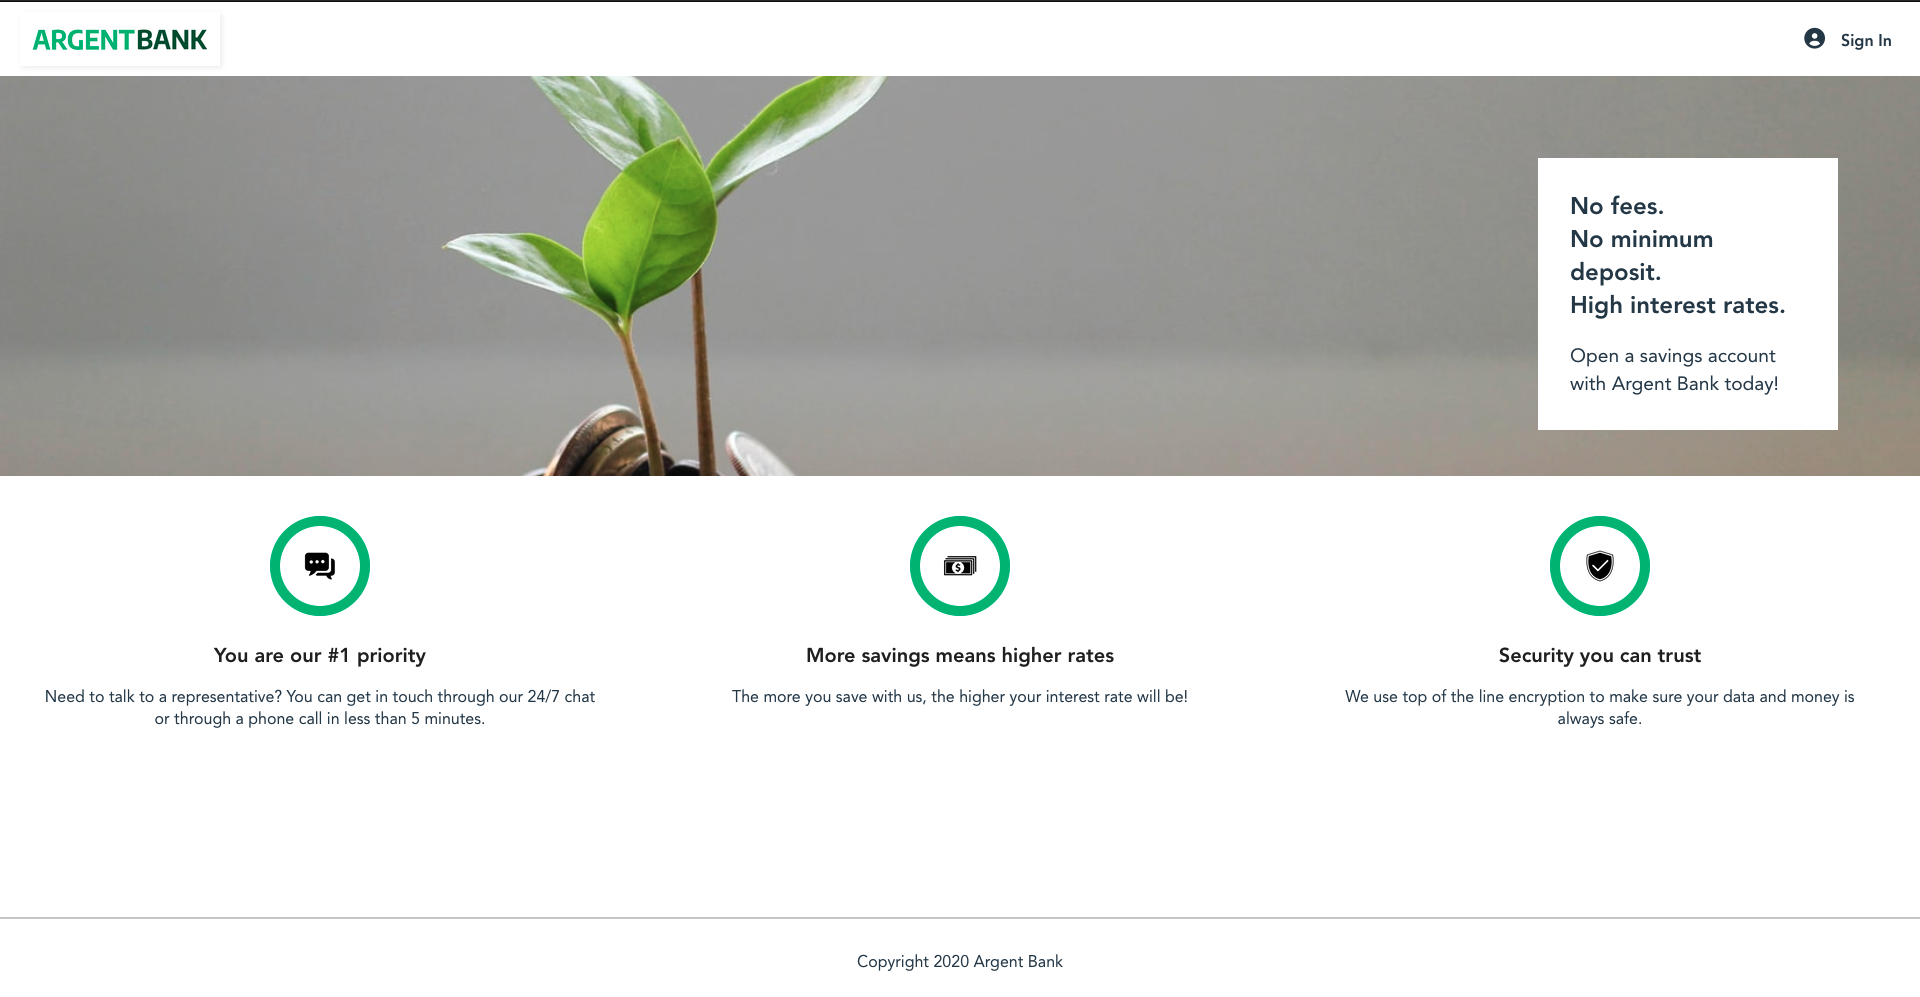 ARGENTBANK
Sign In
No fees.
No minimum
deposit.
High interest rates.
Open a savings account
with Argent Bank today!
You are our #1 priority
Need to talk to a representative? You can get in touch through our 24/7 chat
or through a phone call in less than 5 minutes.
$
More savings means higher rates
The more you save with us, the higher your interest rate will be!
Security you can trust
We use top of the line encryption to make sure your data and money is
always safe.
Copyright 2020 Argent Bank